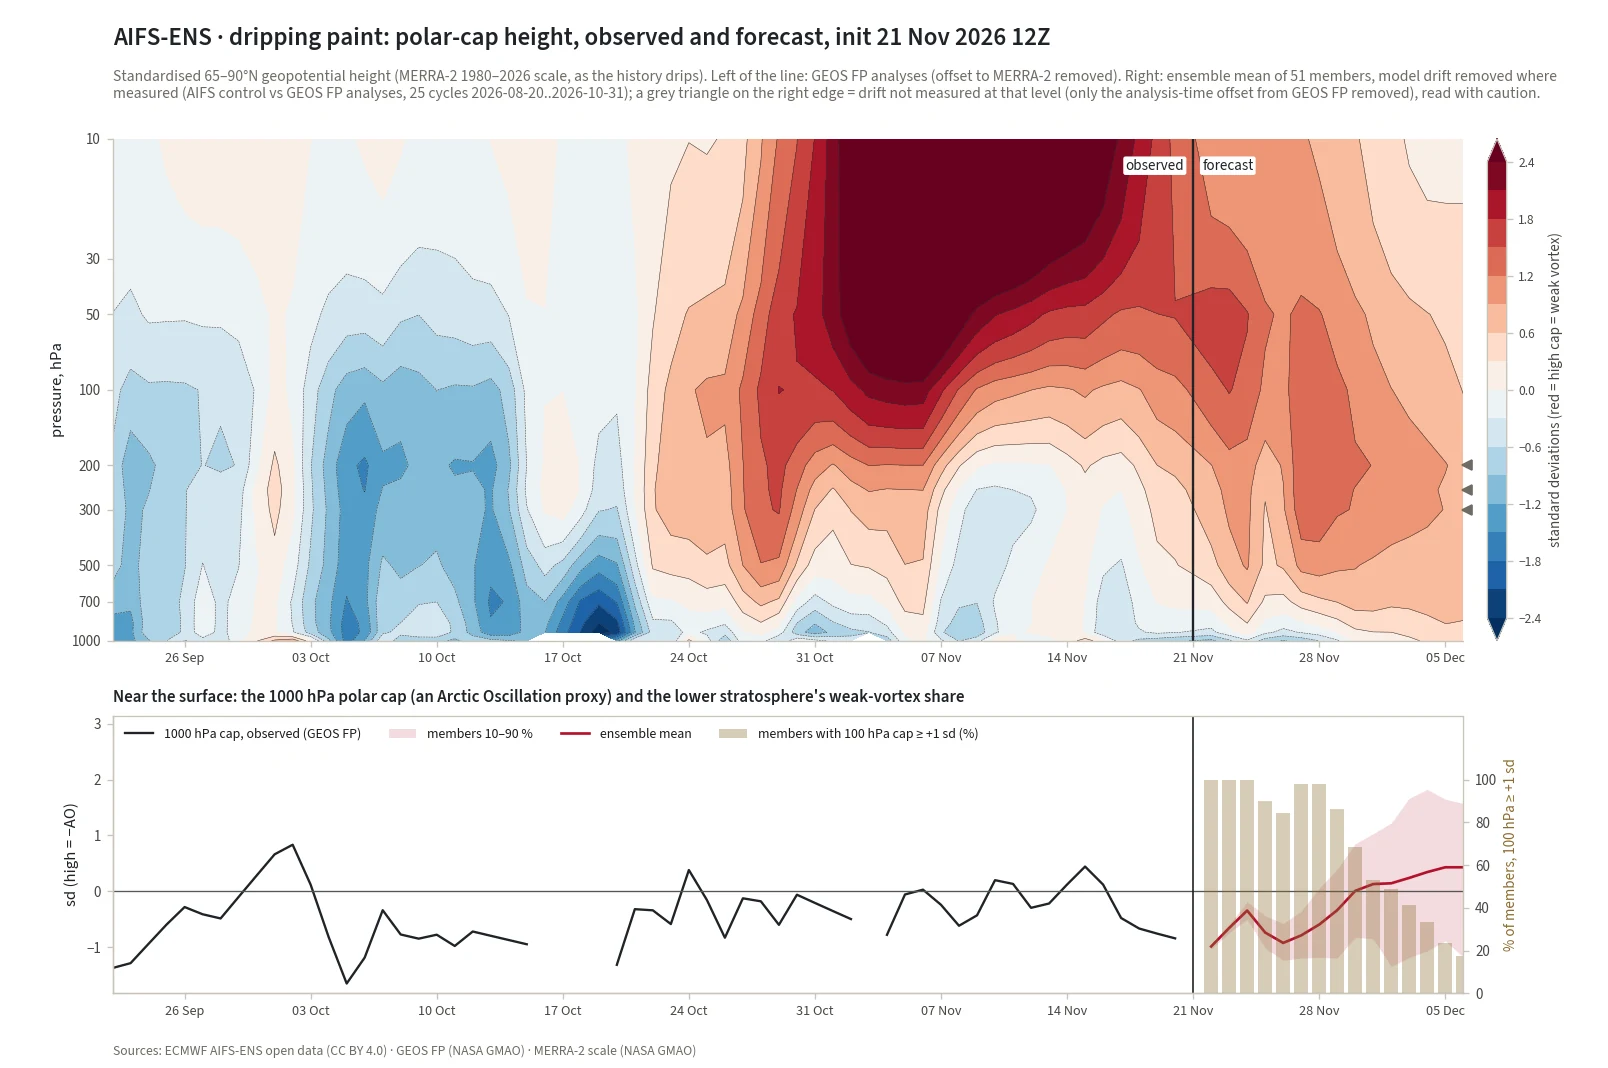 AIFS-ENS · dripping paint: polar-cap height, observed and forecast, init 21 Nov 2026 12Z
Standardised 65–90°N geopotential height (MERRA-2 1980–2026 scale, as the history drips). Left of the line: GEOS FP analyses (offset to MERRA-2 removed). Right: ensemble mean of 51 members, model drift removed where
measured (AIFS control vs GEOS FP analyses, 25 cycles 2026-08-20..2026-10-31); a grey triangle on the right edge = drift not measured at that level (only the analysis-time offset from GEOS FP removed), read with caution.
pressure, hPa
10
30
50
100
200
300
500
700
1000
observed
forecast
26 Sep
03 Oct
10 Oct
17 Oct
24 Oct
31 Oct
07 Nov
14 Nov
21 Nov
28 Nov
05 Dec
2.4
1.8
1.2
0.6
0.0
−0.6
−1.2
−1.8
−2.4
standard deviations (red = high cap = weak vortex)
Near the surface: the 1000 hPa polar cap (an Arctic Oscillation proxy) and the lower stratosphere's weak-vortex share
1000 hPa cap, observed (GEOS FP)
members 10–90 %
ensemble mean
members with 100 hPa cap ≥ +1 sd (%)
sd (high = −AO)
3
2
1
0
−1
100
80
60
40
20
0
% of members, 100 hPa ≥ +1 sd
26 Sep
03 Oct
10 Oct
17 Oct
24 Oct
31 Oct
07 Nov
14 Nov
21 Nov
28 Nov
05 Dec
Sources: ECMWF AIFS-ENS open data (CC BY 4.0) · GEOS FP (NASA GMAO) · MERRA-2 scale (NASA GMAO)